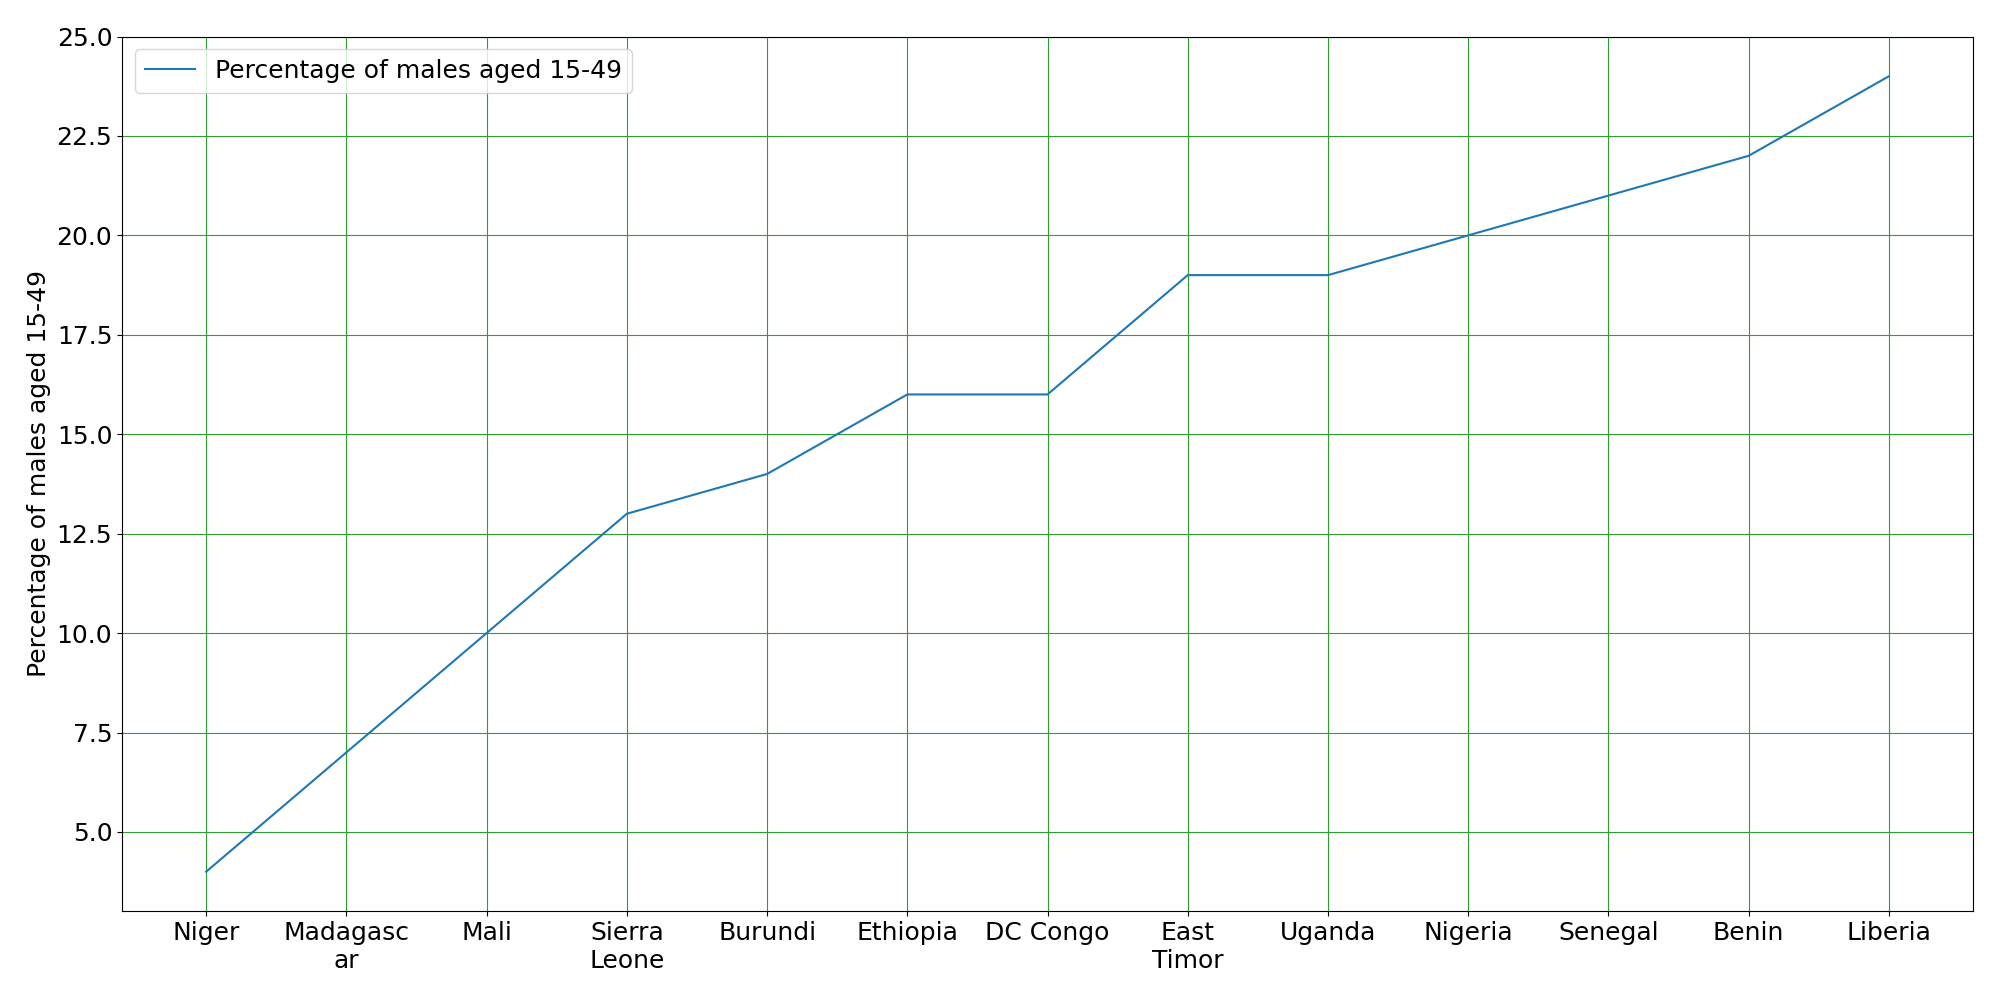 Percentage of males aged 15-49
Percentage of males aged 15-49
25.0
22.5
20.0
17.5
15.0
12.5
10.0
7.5
5.0
Niger
Madagasc
ar
Mali
Sierra
Leone
Burundi
Ethiopia
DC Congo
East
Timor
Uganda
Nigeria
Senegal
Benin
Liberia